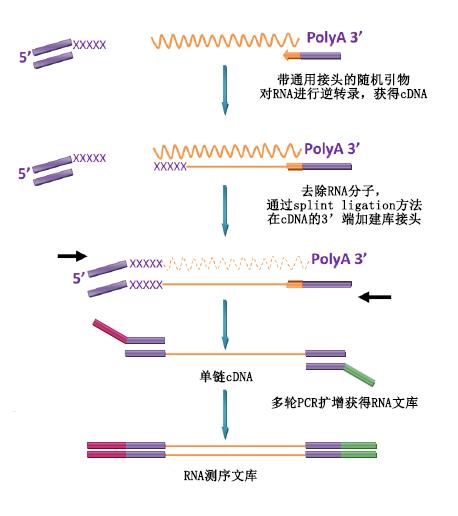 PolyA 3’
5’ XXXXX
带通用接头的随机引物
对RNA进行逆转录，获得cDNA
PolyA 3’
XXXXX
5’ XXXXX
去除RNA分子，
通过splint ligation方法
在cDNA的3’端加建库接头
XXXXX PolyA 3’
5’
XXXXX
单链cDNA
多轮PCR扩增获得RNA文库
RNA测序文库